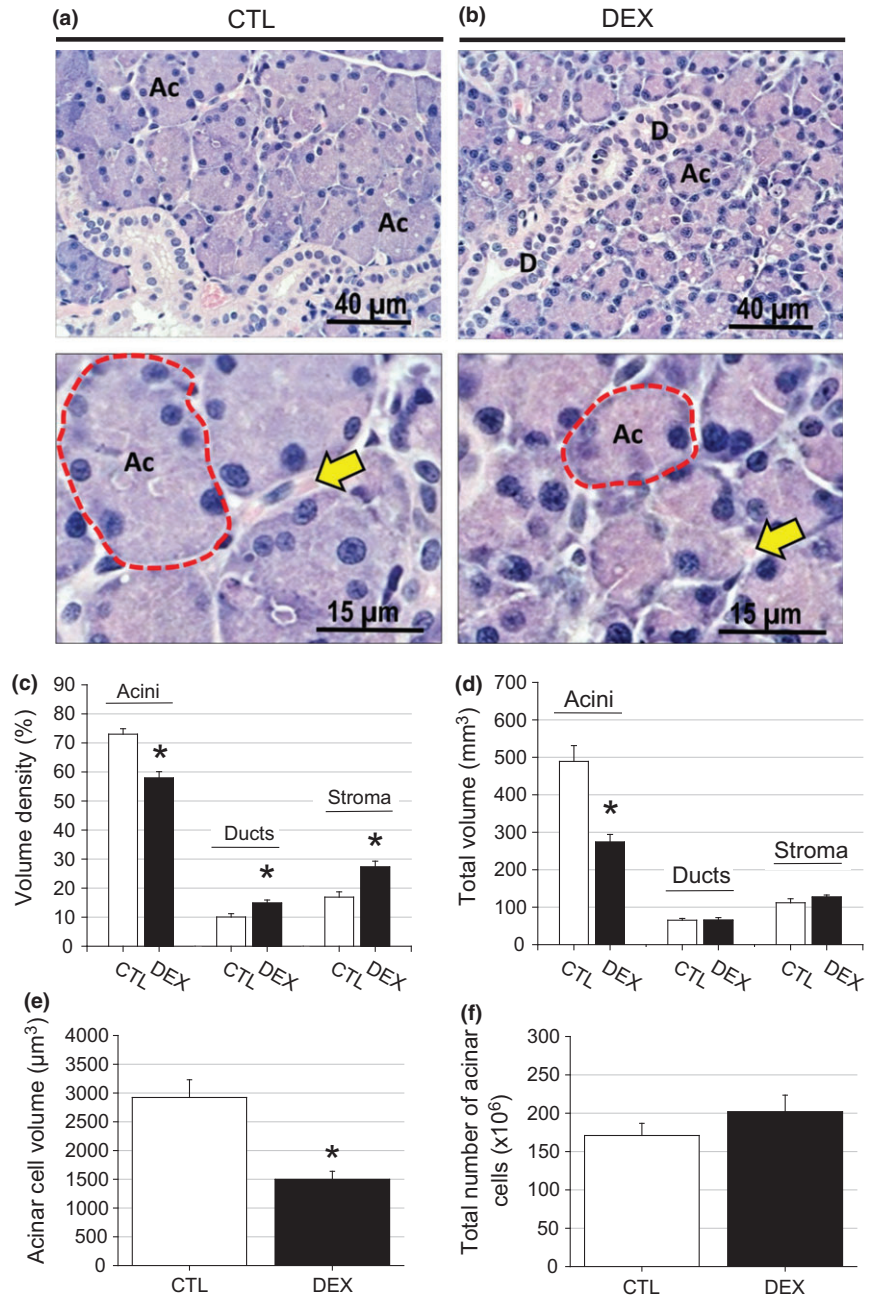 (a) CTL
(b) DEX
Ac
Ac
40 µm
D
Ac
D
40 µm
Ac
15 µm
Ac
15 µm
(c)
Volume density (%)
90
80
70
60
50
40
30
20
10
0
Acini
*
Ducts
*
Stroma
*
CTL DEX CTL DEX CTL DEX
(d)
Total volume (mm³)
700
600
500
400
300
200
100
0
Acini
*
Ducts
Stroma
CTL DEX CTL DEX CTL DEX
(e)
Acinar cell volume (µm³)
4000
3500
3000
2500
2000
1500
1000
500
0
*
CTL DEX
(f)
Total number of acinar
cells (x10⁶)
300
250
200
150
100
50
0
CTL DEX